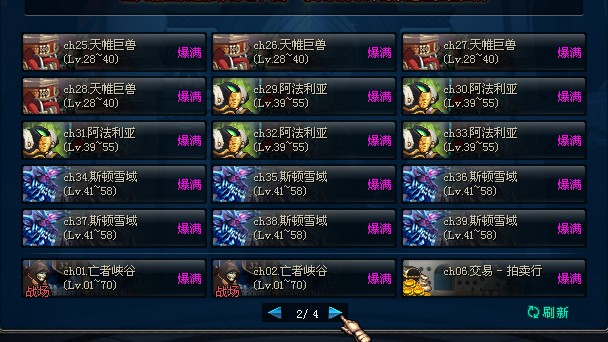 ch25.天帷巨兽 ch26.天帷巨兽 ch27.天帷巨兽
(Lv.28~40) 爆满 (Lv.28~40) 爆满 (Lv.28~40) 爆满
ch28.天帷巨兽 ch29.阿法利亚 ch30.阿法利亚
(Lv.28~40) 爆满 (Lv.39~55) 爆满 (Lv.39~55) 爆满
ch31.阿法利亚 ch32.阿法利亚 ch33.阿法利亚
(Lv.39~55) 爆满 (Lv.39~55) 爆满 (Lv.39~55) 爆满
ch34.斯顿雪域 ch35.斯顿雪域 ch36.斯顿雪域
(Lv.41~58) 爆满 (Lv.41~58) 爆满 (Lv.41~58) 爆满
ch37.斯顿雪域 ch38.斯顿雪域 ch39.斯顿雪域
(Lv.41~58) 爆满 (Lv.41~58) 爆满 (Lv.41~58) 爆满
ch01.亡者峡谷 ch02.亡者峡谷 ch06.交易 - 拍卖行
战场 (Lv.01~70) 爆满 战场 (Lv.01~70) 爆满 爆满
2/ 4 刷新